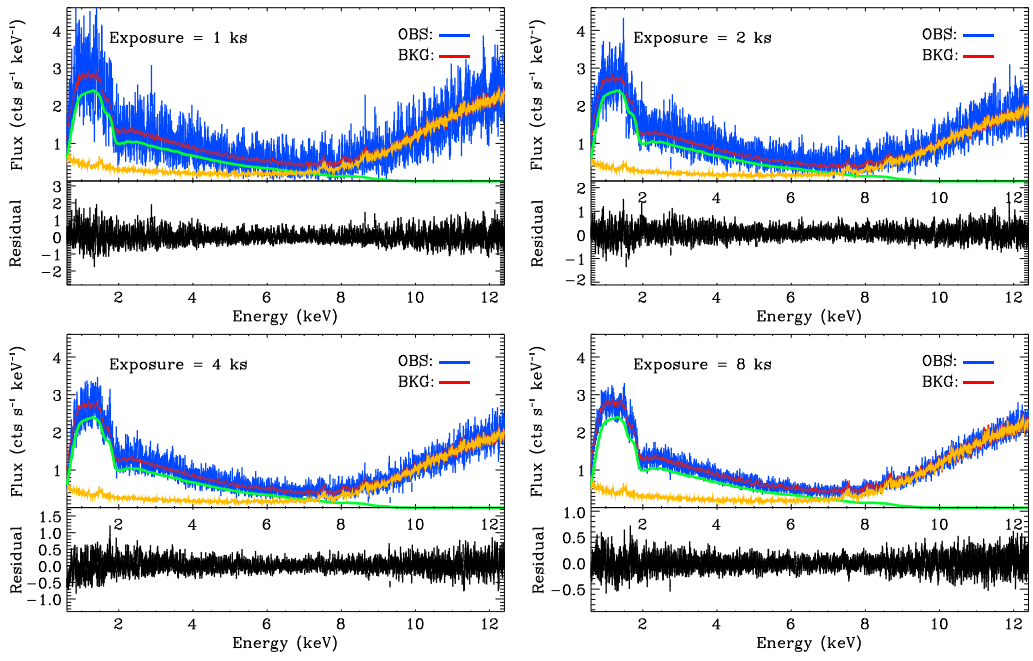 Exposure = 1 ks
OBS:
BKG:
Flux (cts s⁻¹ keV⁻¹)
4
3
2
1
Residual
3
2
1
0
−1
−2
2 4 6 8 10 12
Energy (keV)
Exposure = 2 ks
OBS:
BKG:
Flux (cts s⁻¹ keV⁻¹)
4
3
2
1
Residual
2
1
0
−1
−2
2 4 6 8 10 12
Energy (keV)
Exposure = 4 ks
OBS:
BKG:
Flux (cts s⁻¹ keV⁻¹)
4
3
2
1
Residual
1.5
1.0
0.5
0.0
−0.5
−1.0
2 4 6 8 10 12
Energy (keV)
Exposure = 8 ks
OBS:
BKG:
Flux (cts s⁻¹ keV⁻¹)
4
3
2
1
Residual
1.0
0.5
0.0
−0.5
2 4 6 8 10 12
Energy (keV)